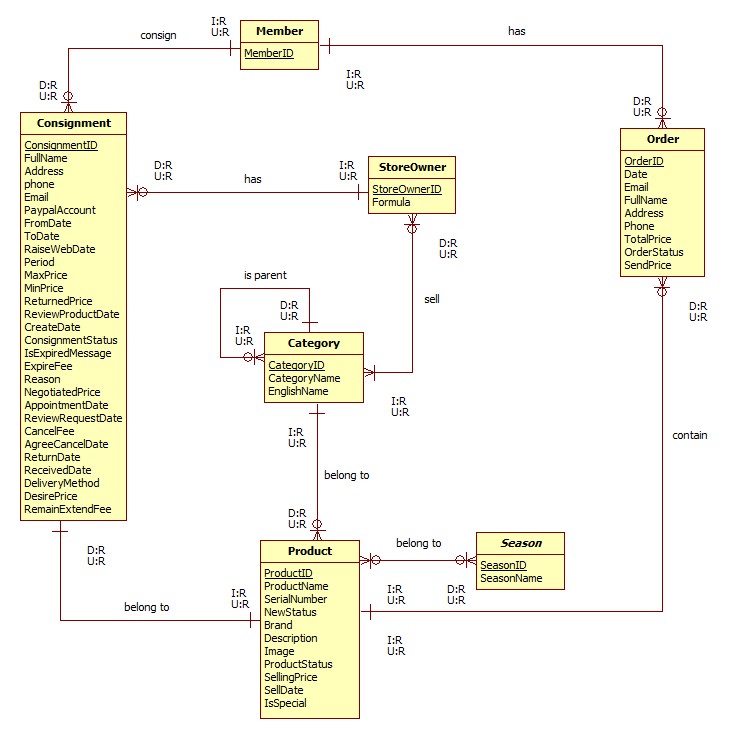 I:R
U:R
Member
MemberID
consign
has
I:R
U:R
D:R
U:R
D:R
U:R
Consignment
ConsignmentID
FullName
Address
phone
Email
PaypalAccount
FromDate
ToDate
RaiseWebDate
Period
MaxPrice
MinPrice
ReturnedPrice
ReviewProductDate
CreateDate
ConsignmentStatus
IsExpiredMessage
ExpireFee
Reason
NegotiatedPrice
AppointmentDate
ReviewRequestDate
CancelFee
AgreeCancelDate
ReturnDate
ReceivedDate
DeliveryMethod
DesirePrice
RemainExtendFee
D:R
U:R
has
I:R
U:R
StoreOwner
StoreOwnerID
Formula
D:R
U:R
sell
Order
OrderID
Date
Email
FullName
Address
Phone
TotalPrice
OrderStatus
SendPrice
D:R
U:R
is parent
D:R
U:R
I:R
U:R
Category
CategoryID
CategoryName
EnglishName
I:R
U:R
I:R
U:R
contain
belong to
D:R
U:R
D:R
U:R
belong to
I:R
U:R
Product
ProductID
ProductName
SerialNumber
NewStatus
Brand
Description
Image
ProductStatus
SellingPrice
SellDate
IsSpecial
belong to
Season
SeasonID
SeasonName
I:R
U:R
D:R
U:R
I:R
U:R